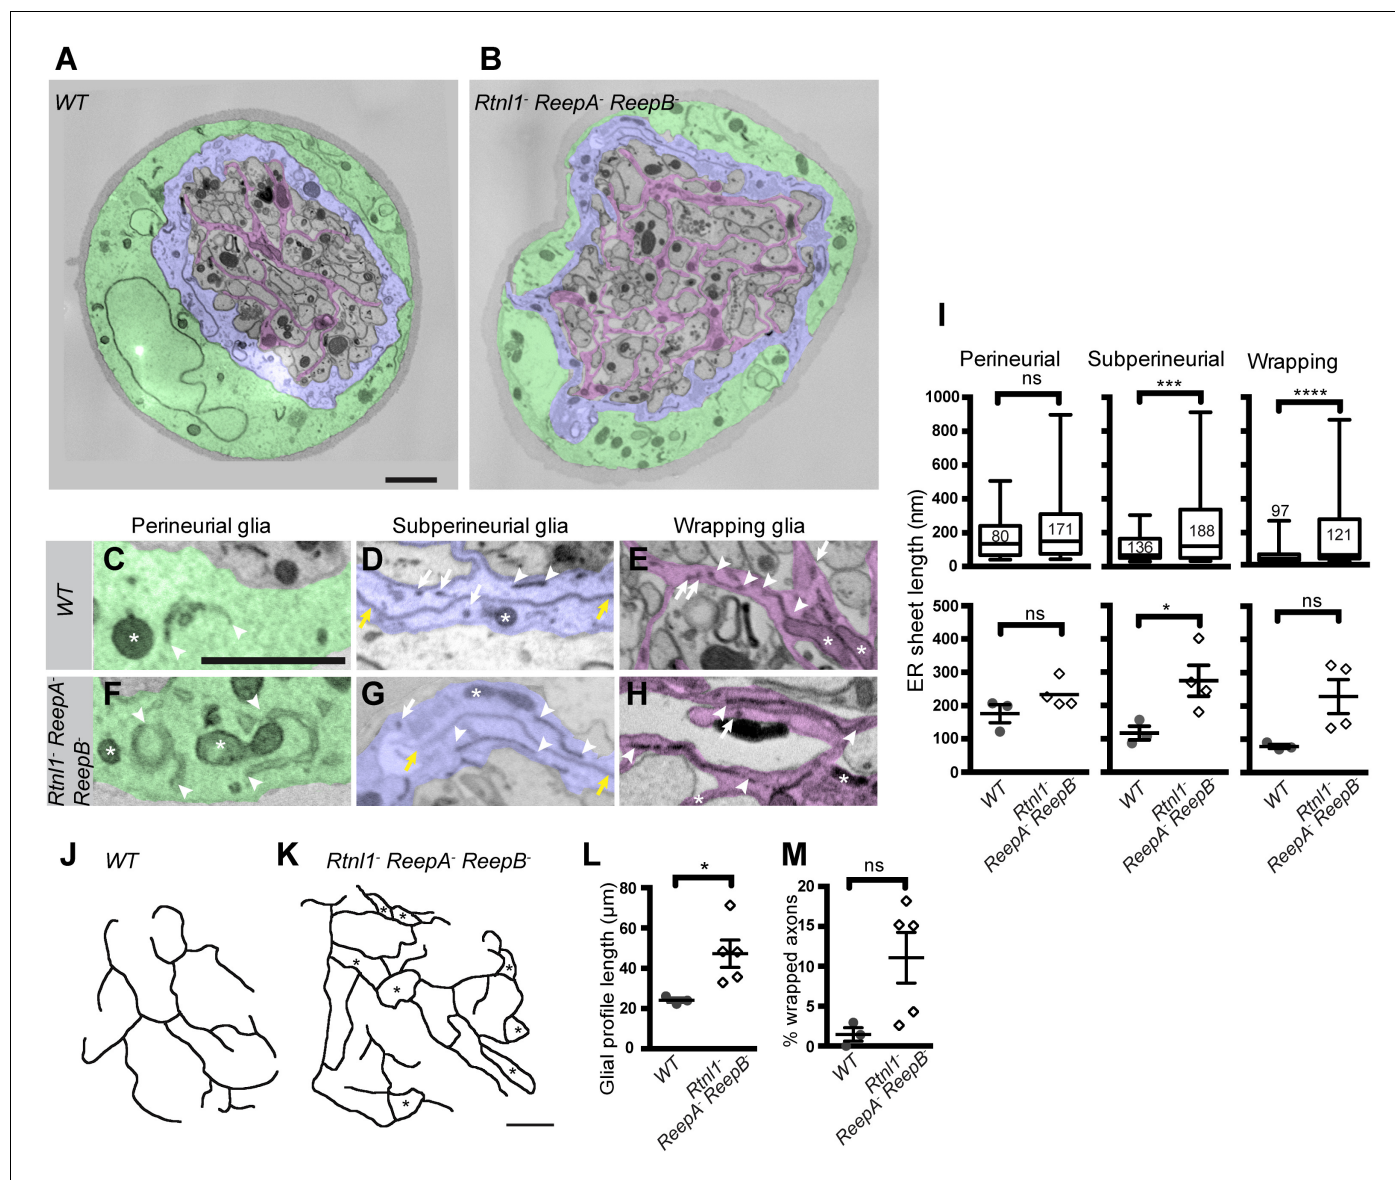 A
B
WT
Rtnl1- ReepA- ReepB-
I
Perineurial
Subperineurial
Wrapping
ns
***
****
1000
800
600
400
200
0
80
171
136
188
97
121
ER sheet length (nm)
500
400
300
200
100
0
ns
*
ns
WT
Rtnl1-
ReepA- ReepB-
WT
Rtnl1-
ReepA- ReepB-
WT
Rtnl1-
ReepA- ReepB-
Perineurial glia
Subperineurial glia
Wrapping glia
WT
C
*
D
*
E
*
*
Rtnl1- ReepA-
ReepB-
F
*
*
G
*
H
*
*
J
WT
K
Rtnl1- ReepA- ReepB-
*
*
*
*
*
*
*
*
L
*
Glial profile length (µm)
80
60
40
20
0
WT
Rtnl1-
ReepA- ReepB-
M
ns
% wrapped axons
20
15
10
5
0
WT
Rtnl1-
ReepA- ReepB-